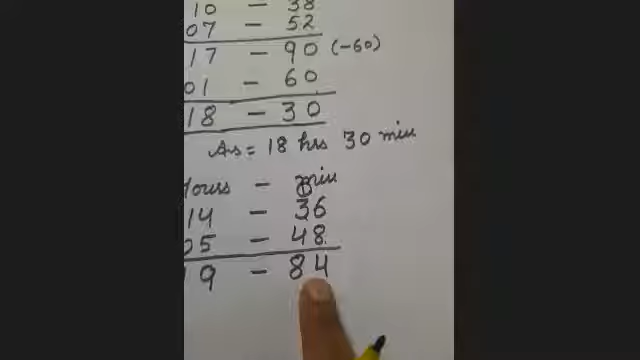 10 - 38
07 - 52
17 - 90 (-60)
01 - 60
18 - 30
As = 18 hrs 30 min
Hours - min
14 - 36
05 - 48
19 - 84